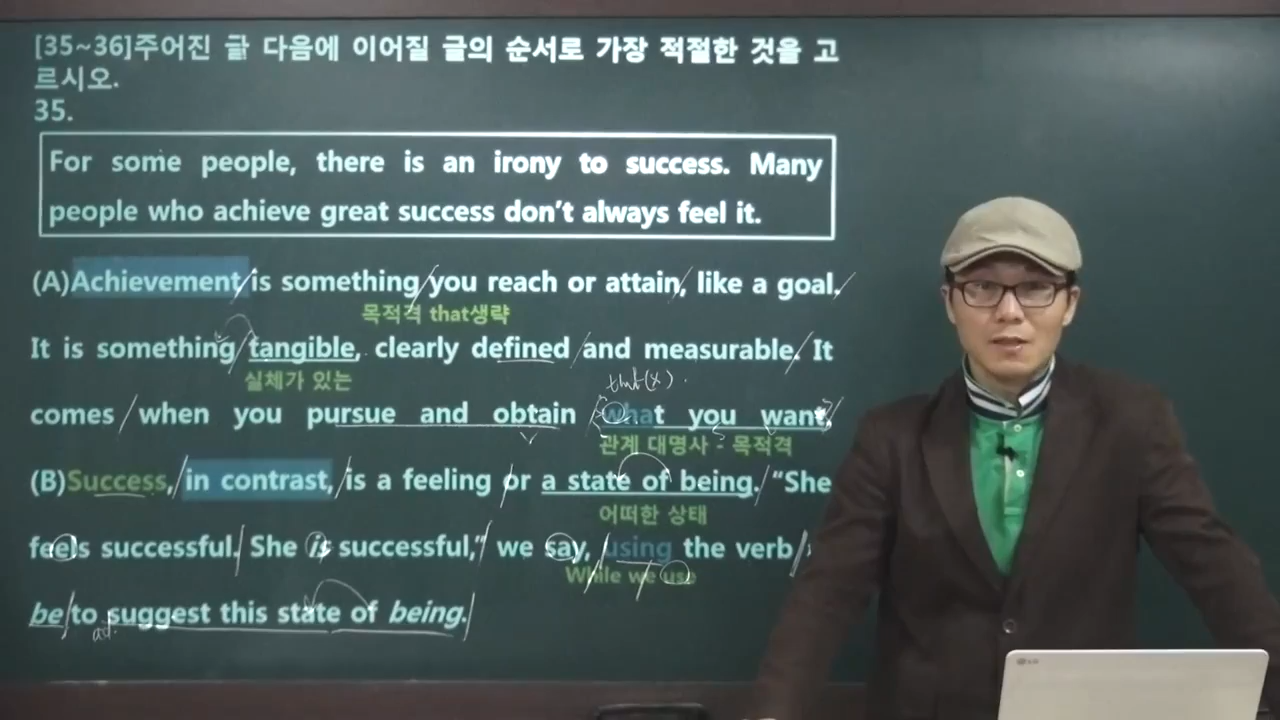 [35~36]주어진 글 다음에 이어질 글의 순서로 가장 적절한 것을 고
르시오.
35.
For some people, there is an irony to success. Many
people who achieve great success don't always feel it.
(A)Achievement is something you reach or attain, like a goal.
목적격 that생략
It is something tangible, clearly defined and measurable. It
실체가 있는
that(x).
comes when you pursue and obtain what you want.
관계 대명사 - 목적격
(B)Success, in contrast, is a feeling or a state of being. "She
어떠한 상태
feels successful. She is successful," we say, using the verb
While we use
be to suggest this state of being.